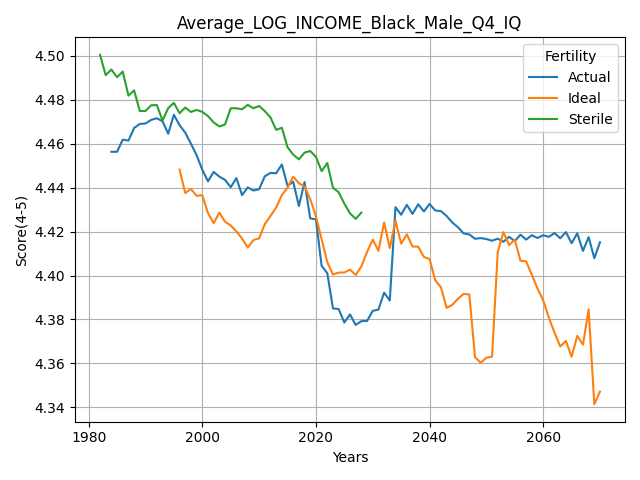 Average_LOG_INCOME_Black_Male_Q4_IQ
Fertility
Actual
Ideal
Sterile
Score(4-5)
4.50
4.48
4.46
4.44
4.42
4.40
4.38
4.36
4.34
1980
2000
2020
2040
2060
Years